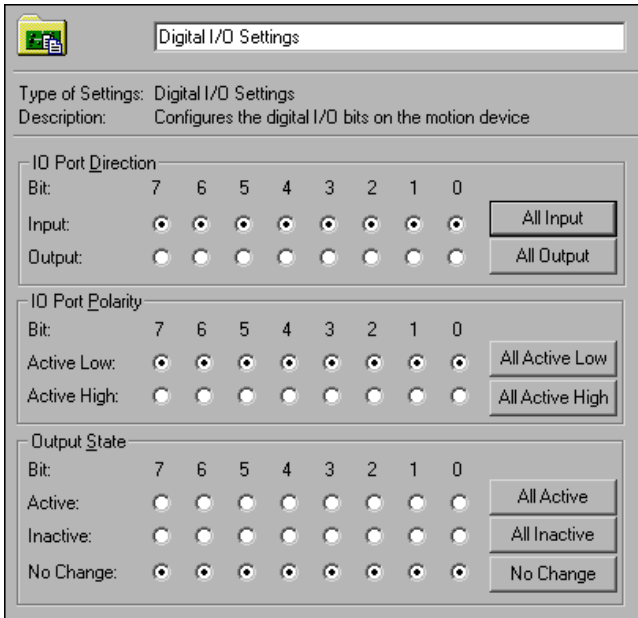 Digital I/O Settings
Type of Settings: Digital I/O Settings
Description: Configures the digital I/O bits on the motion device
IO Port Direction
Bit: 7 6 5 4 3 2 1 0
Input: All Input
Output: All Output
IO Port Polarity
Bit: 7 6 5 4 3 2 1 0
Active Low: All Active Low
Active High: All Active High
Output State
Bit: 7 6 5 4 3 2 1 0
Active: All Active
Inactive: All Inactive
No Change: No Change